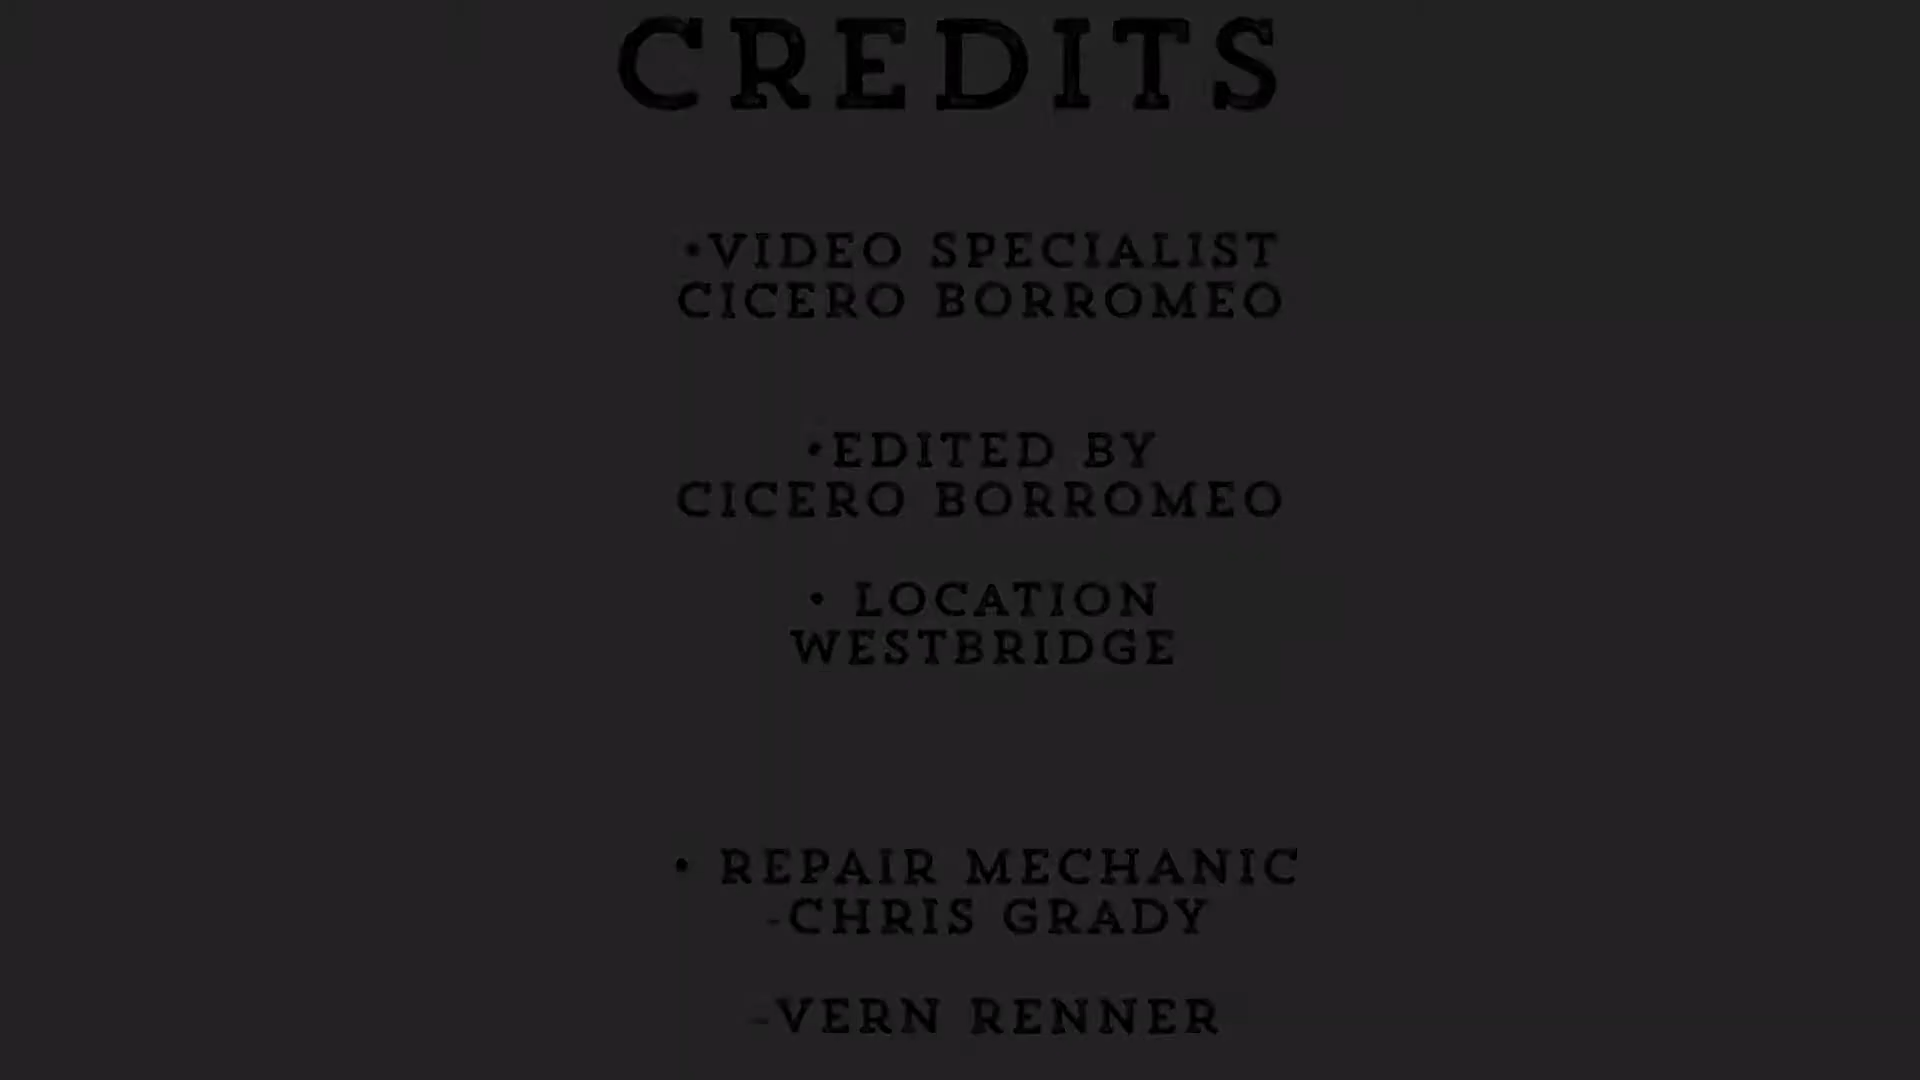 CREDITS
•VIDEO SPECIALIST
CICERO BORROMEO
•EDITED BY
CICERO BORROMEO
• LOCATION
WESTBRIDGE
• REPAIR MECHANIC
-CHRIS GRADY
-VERN RENNER